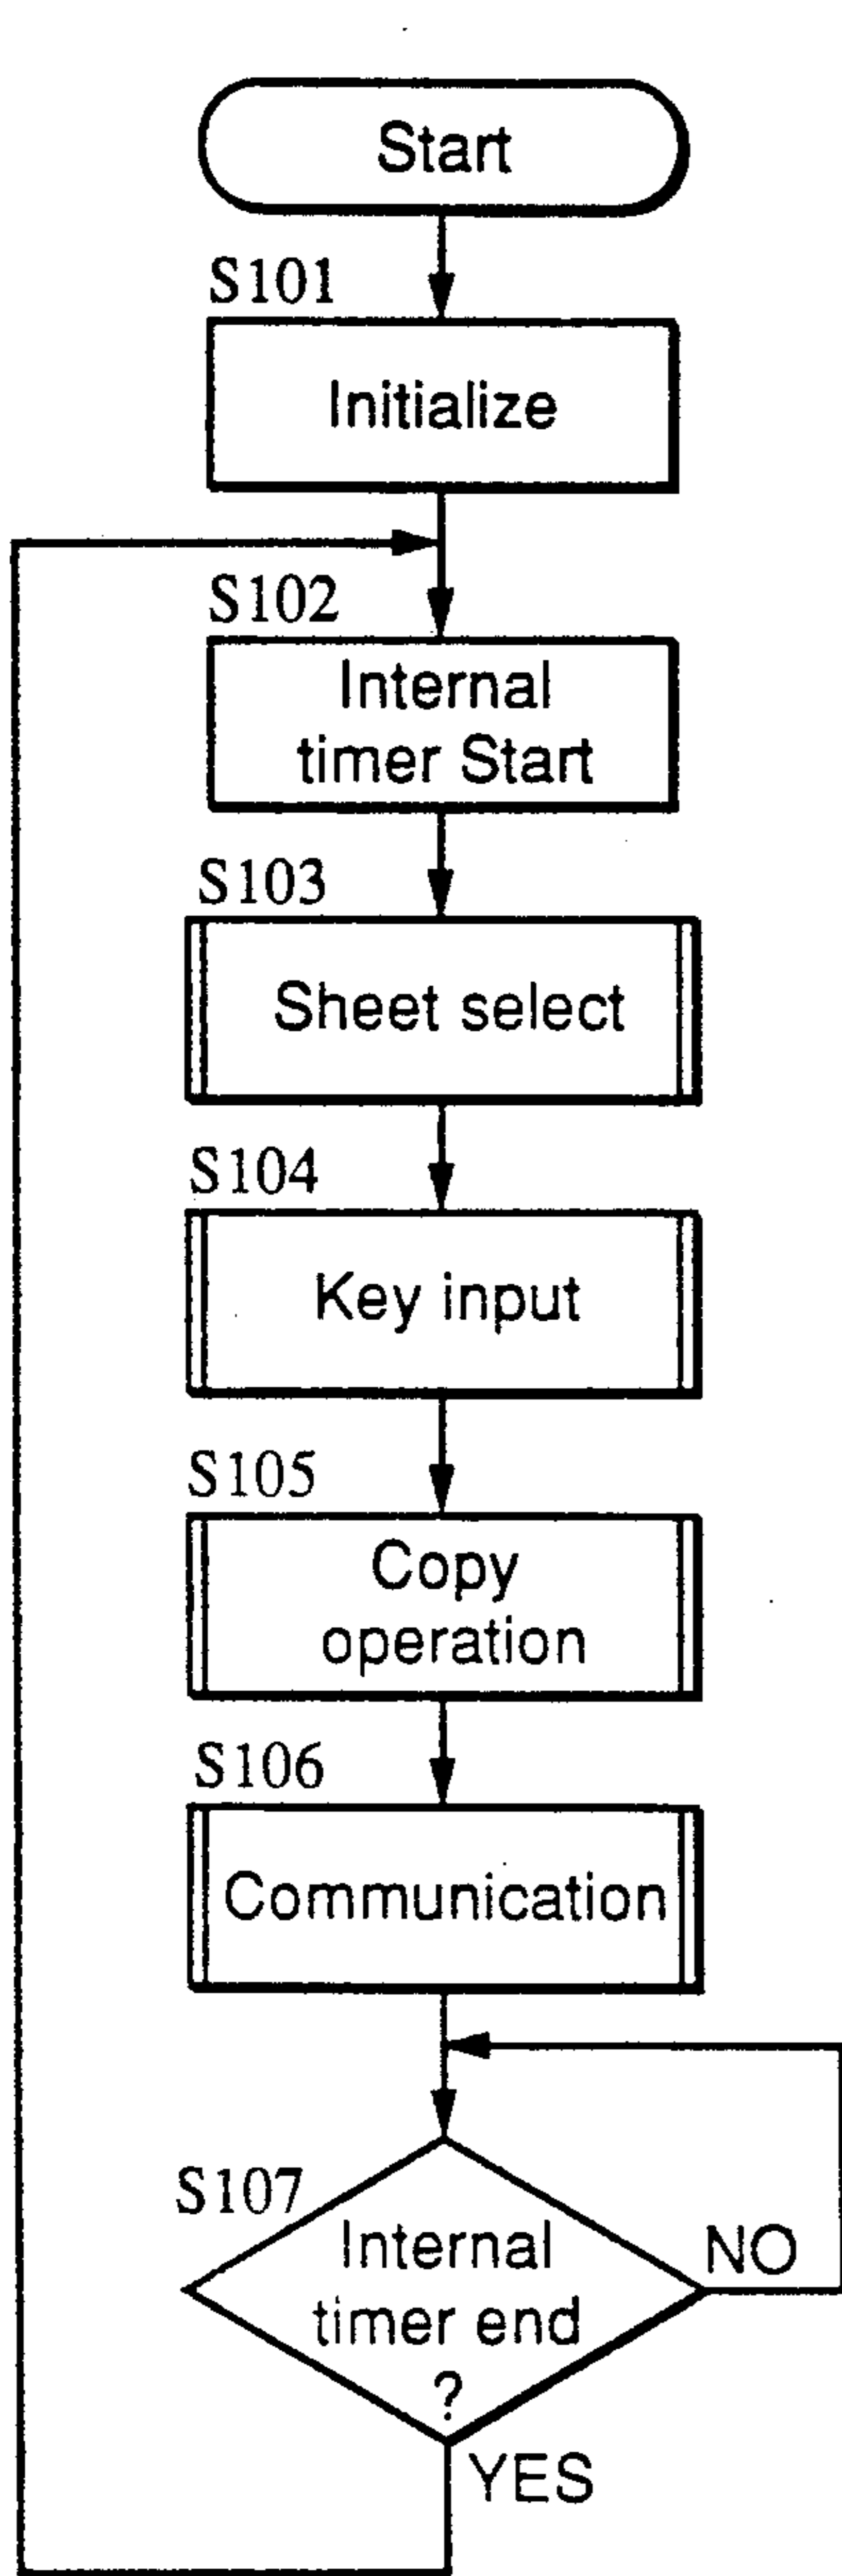 Start
S101
Initialize
S102
Internal
timer Start
S103
Sheet select
S104
Key input
S105
Copy
operation
S106
Communication
S107
Internal
timer end
?
NO
YES